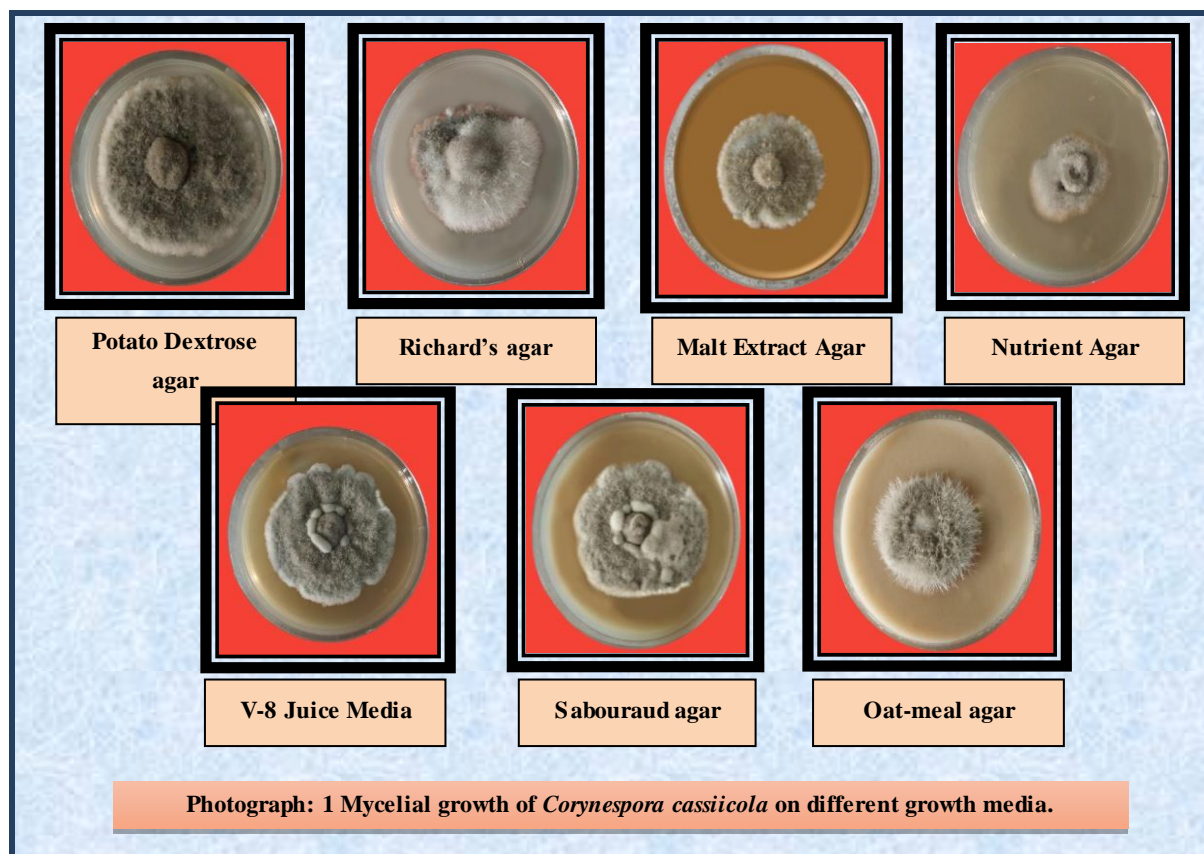 Potato Dextrose
agar
Richard's agar
Malt Extract Agar
Nutrient Agar
V-8 Juice Media
Sabouraud agar
Oat-meal agar
Photograph: 1 Mycelial growth of Corynespora cassiicola on different growth media.